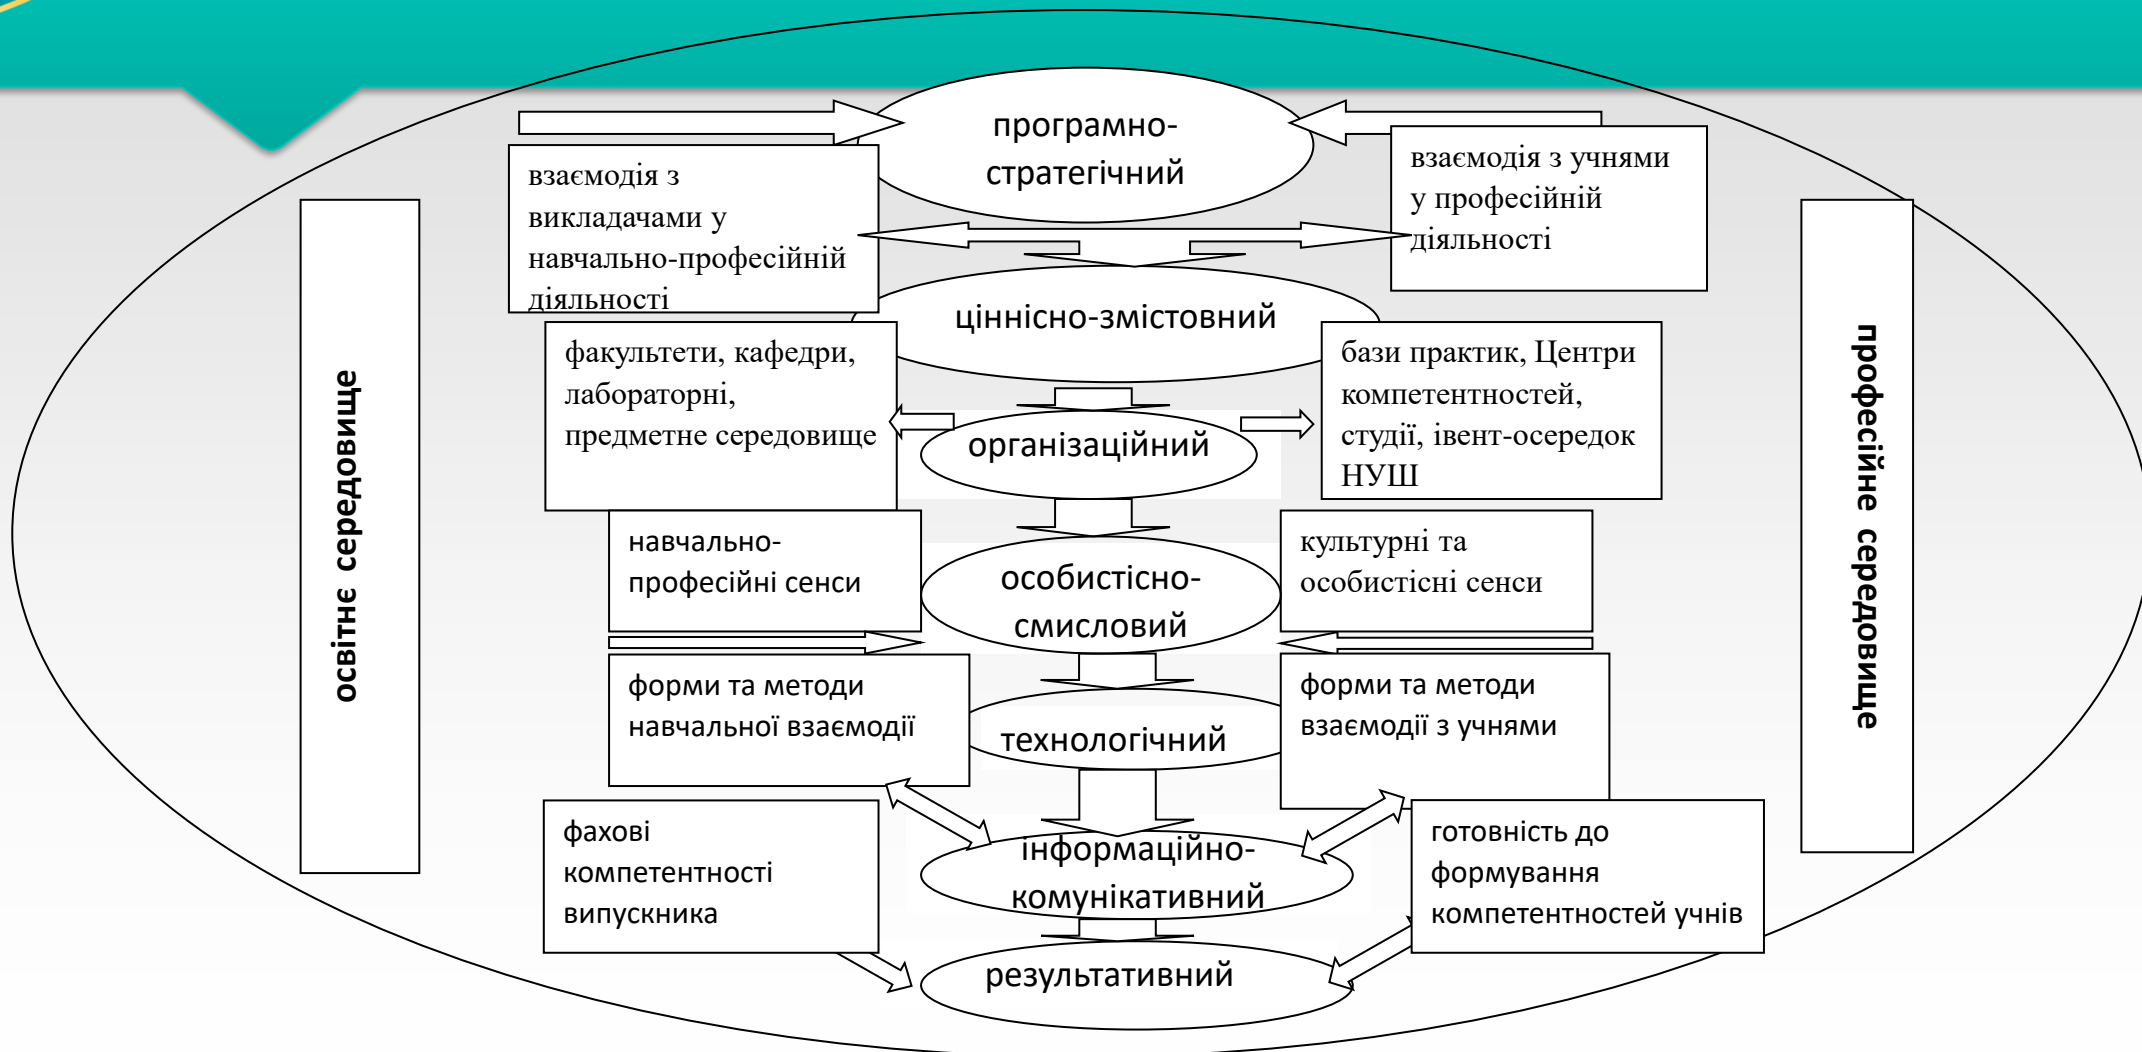 програмно-
стратегічний
взаємодія з
викладачами у
навчально-професійній
діяльності
взаємодія з учнями
у професійній
діяльності
ціннісно-змістовний
факультети, кафедри,
лабораторні,
предметне середовище
бази практик, Центри
компетентностей,
студії, івент-осередок
НУШ
організаційний
навчально-
професійні сенси
особистісно-
смисловий
культурні та
особистісні сенси
форми та методи
навчальної взаємодії
технологічний
форми та методи
взаємодії з учнями
фахові
компетентності
випускника
інформаційно-
комунікативний
готовність до
формування
компетентностей учнів
результативний
освітнє середовище
професійне середовище